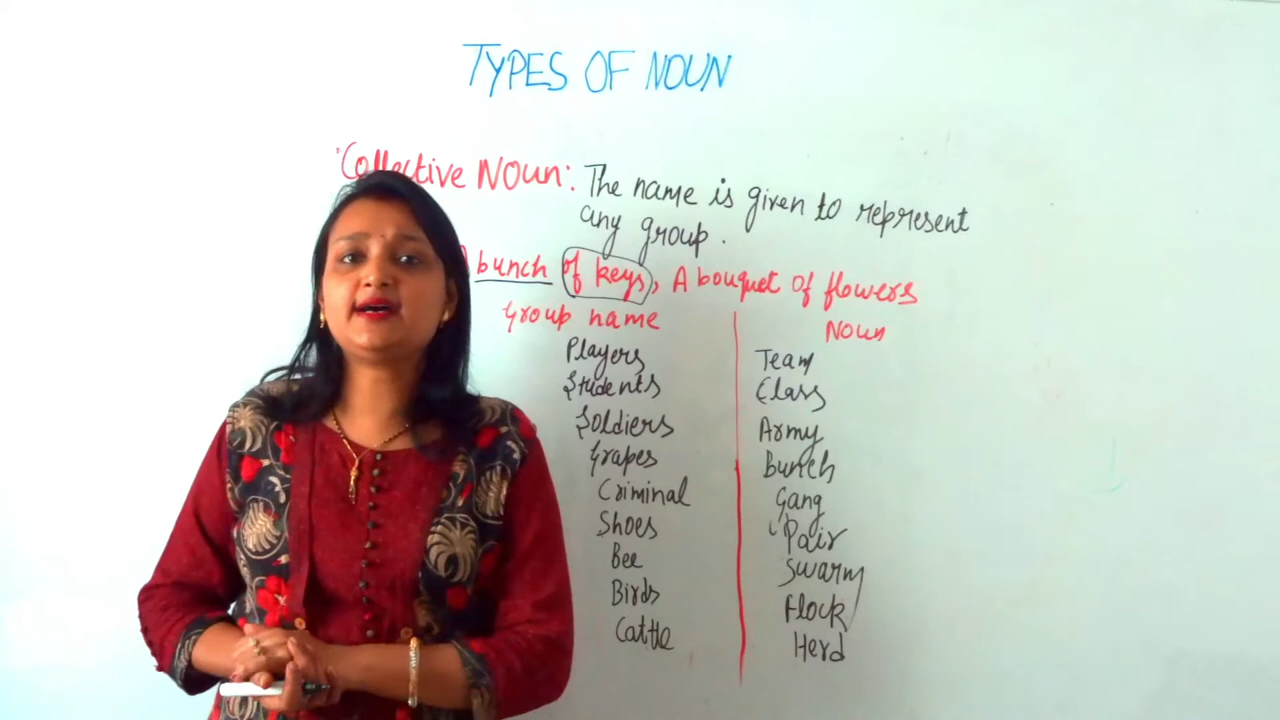 TYPES OF NOUN
Collective NOUN: The name is given to represent
any group.
bunch of keys, A bouquet of flowers
Group name Noun
Players Team
Students Class
Soldiers Army
Grapes Bunch
Criminal Gang
Shoes Pair
Bee Swarm
Birds Flock
Cattle Herd